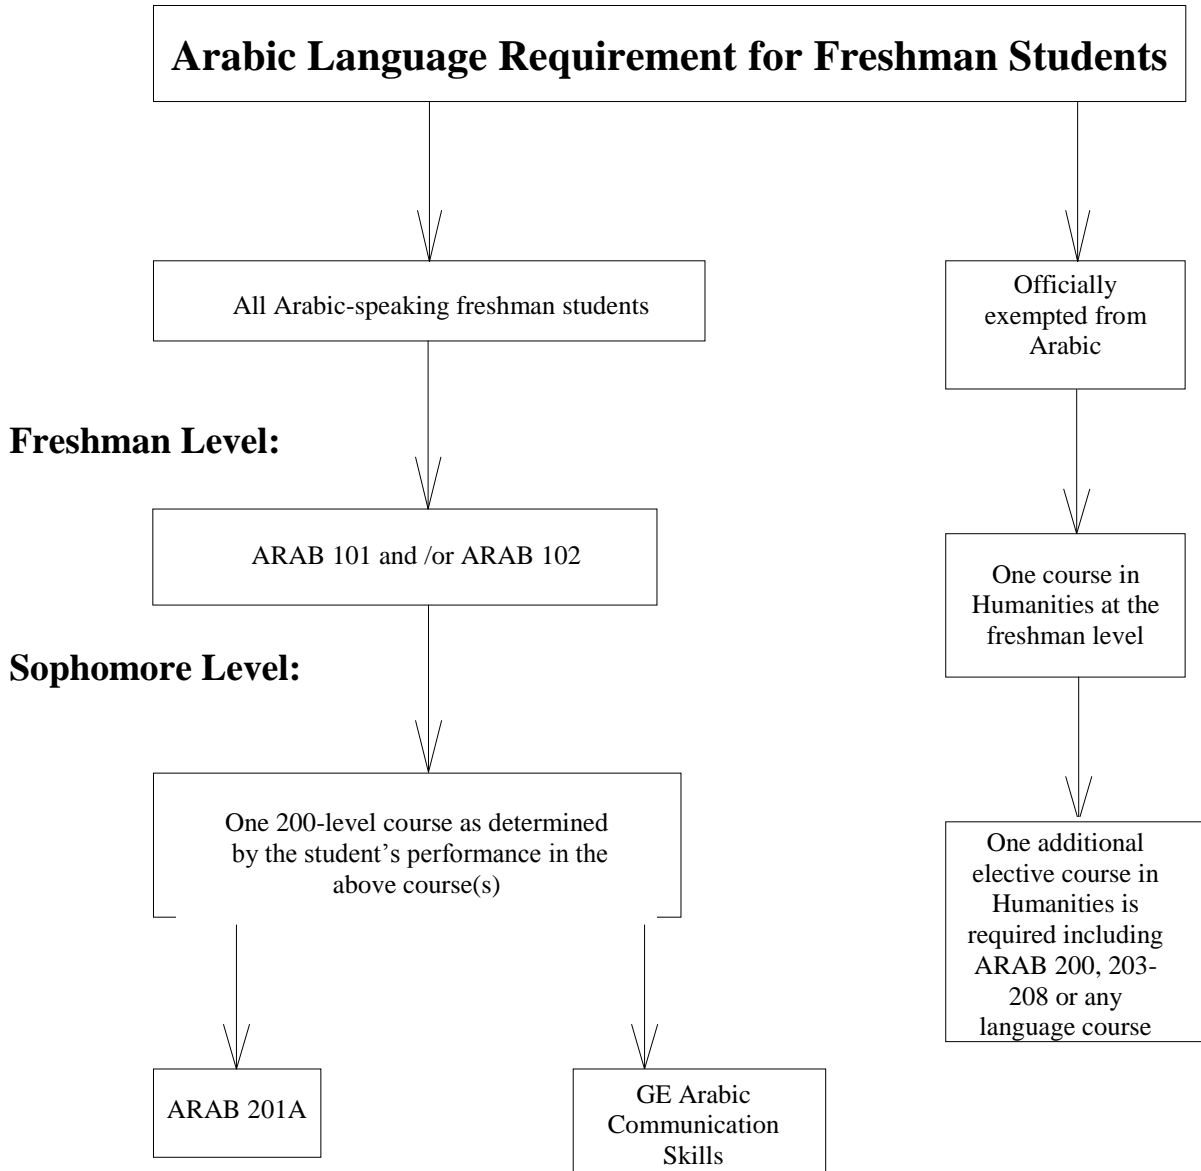 Arabic Language Requirement for Freshman Students
All Arabic-speaking freshman students
Officially
exempted from
Arabic
Freshman Level:
ARAB 101 and /or ARAB 102
One course in
Humanities at the
freshman level
Sophomore Level:
One 200-level course as determined
by the student’s performance in the
above course(s)
One additional
elective course in
Humanities is
required including
ARAB 200, 203-
208 or any
language course
ARAB 201A
GE Arabic
Communication
Skills